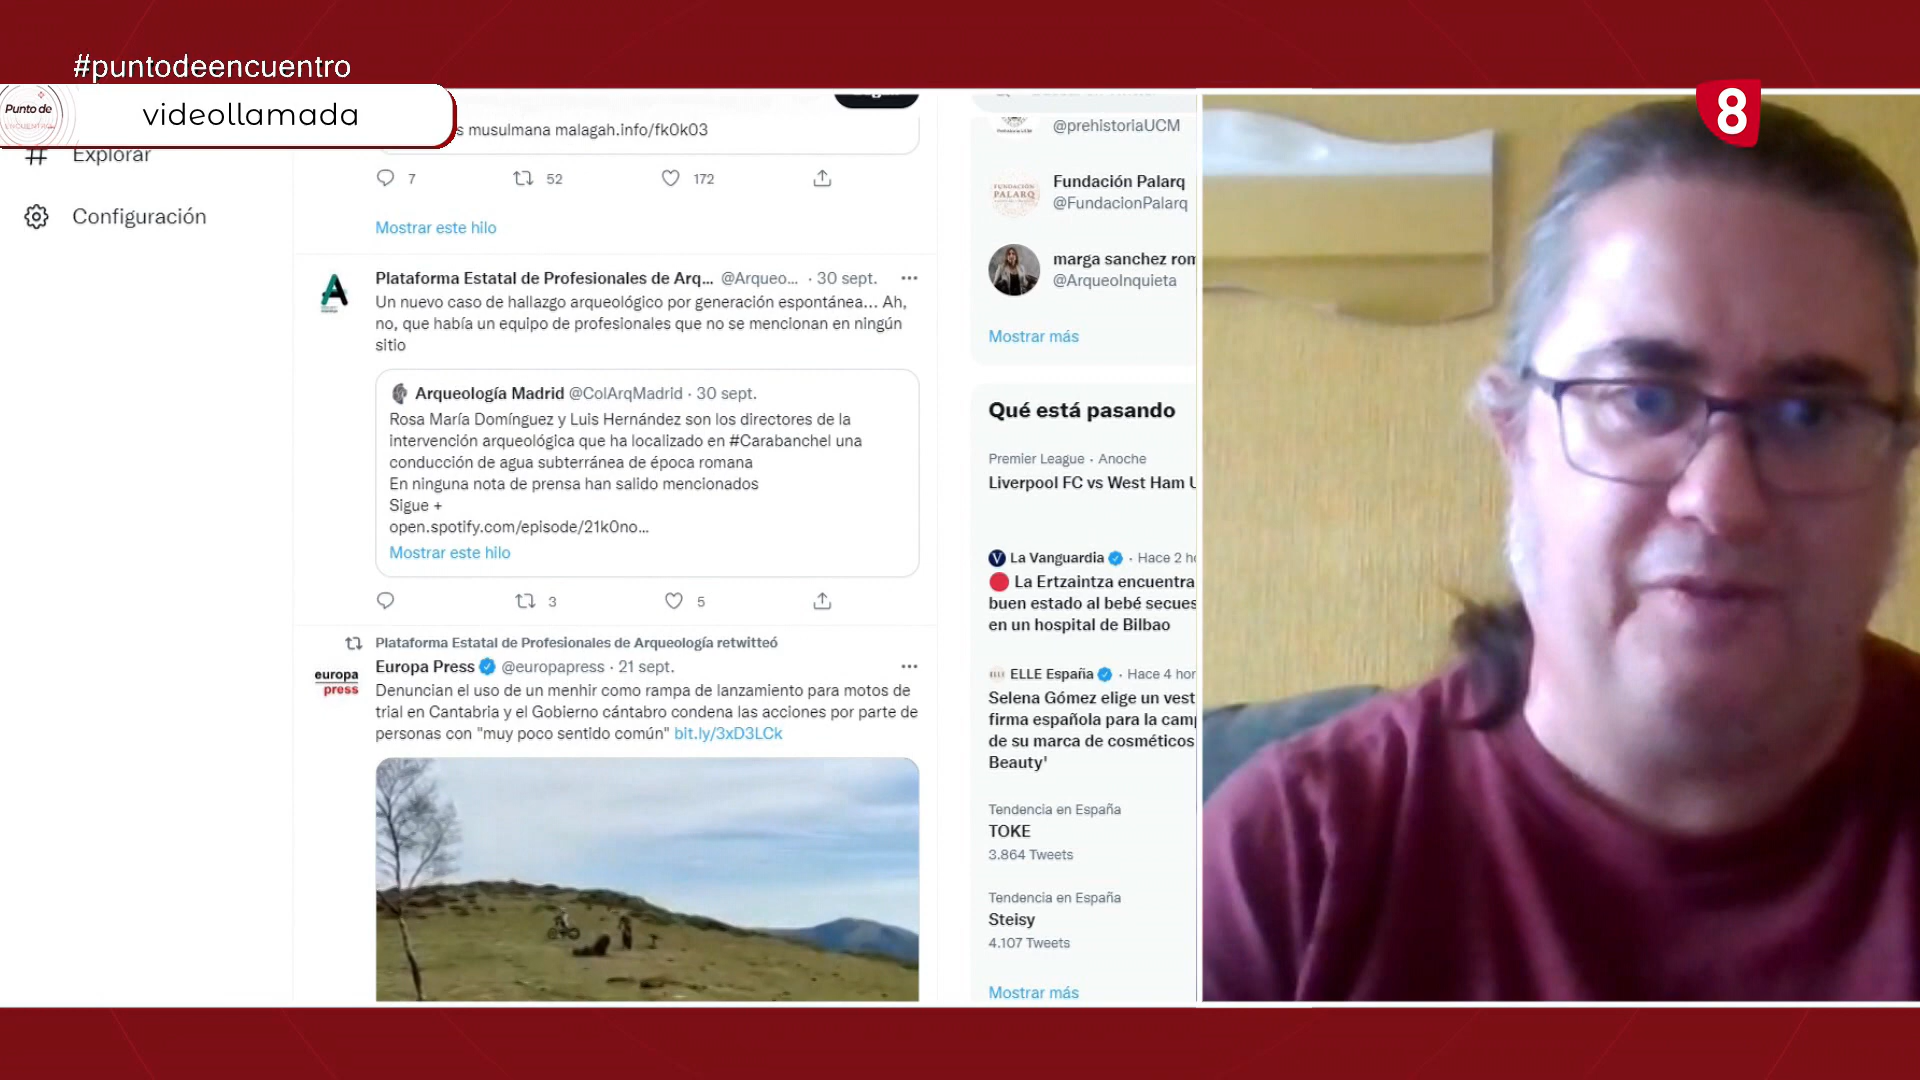 #puntodeencuentro
Punto de
ENCUENTRO
videollamada
8
s musulmana malagah.info/fk0k03
Explorar
7
52
172
Configuración
Mostrar este hilo
Plataforma Estatal de Profesionales de Arq... @Arqueo... · 30 sept.
Un nuevo caso de hallazgo arqueológico por generación espontánea... Ah,
no, que había un equipo de profesionales que no se mencionan en ningún
sitio
Arqueología Madrid @ColArqMadrid · 30 sept.
Rosa María Domínguez y Luis Hernández son los directores de la
intervención arqueológica que ha localizado en #Carabanchel una
conducción de agua subterránea de época romana
En ninguna nota de prensa han salido mencionados
Sigue +
open.spotify.com/episode/21k0no...
Mostrar este hilo
3
5
Plataforma Estatal de Profesionales de Arqueología retwitteó
europa
press
Europa Press @europapress · 21 sept.
Denuncian el uso de un menhir como rampa de lanzamiento para motos de
trial en Cantabria y el Gobierno cántabro condena las acciones por parte de
personas con "muy poco sentido común" bit.ly/3xD3LCk
@prehistoriaUCM
FUNDACIÓN
PALARQ
Fundación Palarq
@FundacionPalarq
marga sanchez rom
@ArqueoInquieta
Mostrar más
Qué está pasando
Premier League · Anoche
Liverpool FC vs West Ham U
La Vanguardia · Hace 2 ho
La Ertzaintza encuentra
buen estado al bebé secues
en un hospital de Bilbao
ELLE España · Hace 4 hor
Selena Gómez elige un vest
firma española para la cam
de su marca de cosméticos
Beauty'
Tendencia en España
TOKE
3.864 Tweets
Tendencia en España
Steisy
4.107 Tweets
Mostrar más